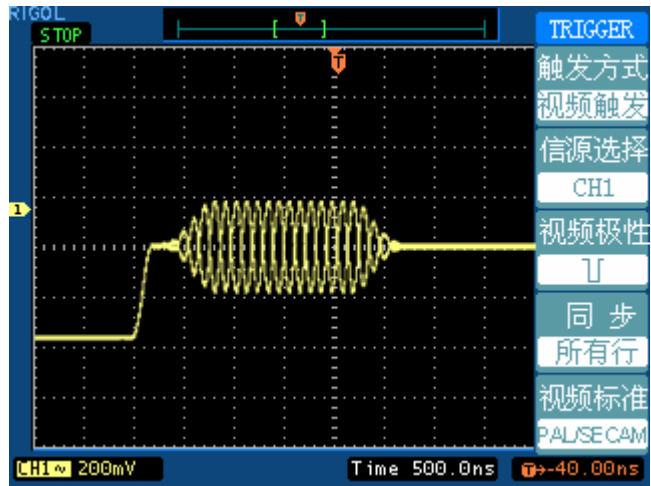 RIGOL
STOP
T
TRIGGER
T
触发方式
视频触发
信源选择
CH1
1
视频极性
同 步
所有行
视频标准
PAL/SECAM
CH1~ 200mV
Time 500.0ns
T→-40.00ns